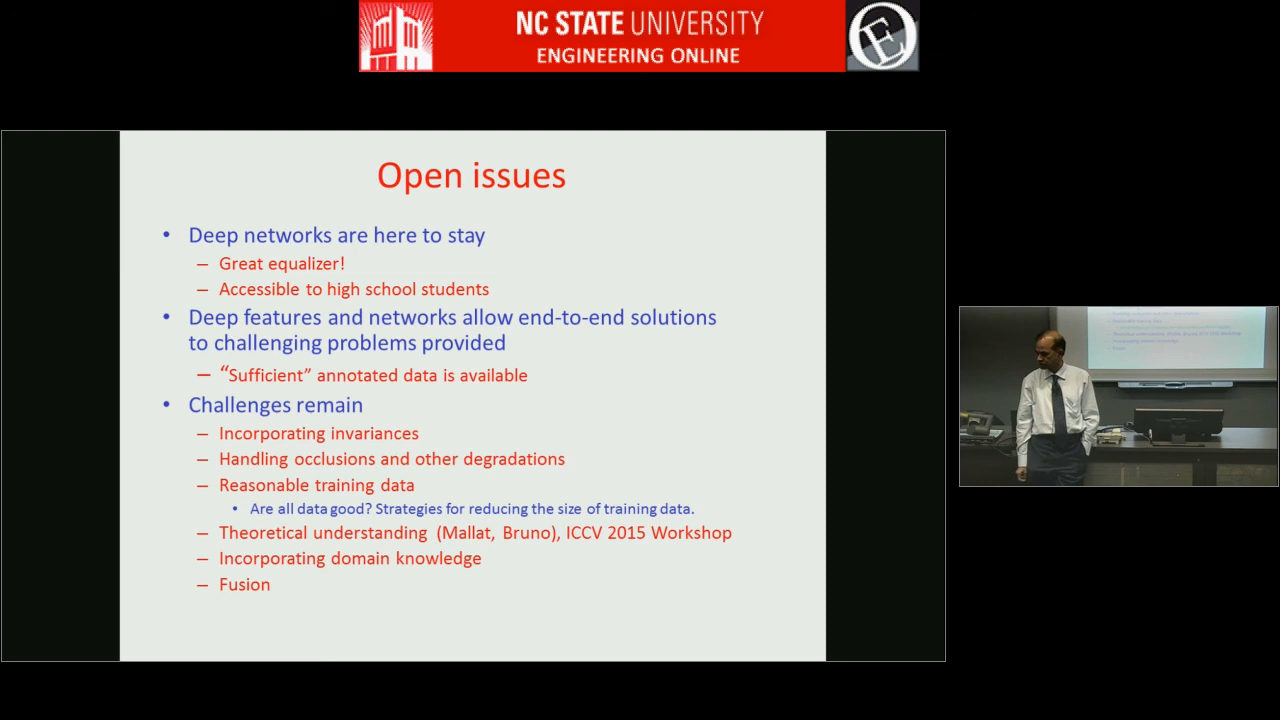 NC STATE UNIVERSITY
ENGINEERING ONLINE
Open issues
• Deep networks are here to stay
– Great equalizer!
– Accessible to high school students
• Deep features and networks allow end-to-end solutions
to challenging problems provided
– “Sufficient” annotated data is available
• Challenges remain
– Incorporating invariances
– Handling occlusions and other degradations
– Reasonable training data
• Are all data good? Strategies for reducing the size of training data.
– Theoretical understanding (Mallat, Bruno), ICCV 2015 Workshop
– Incorporating domain knowledge
– Fusion